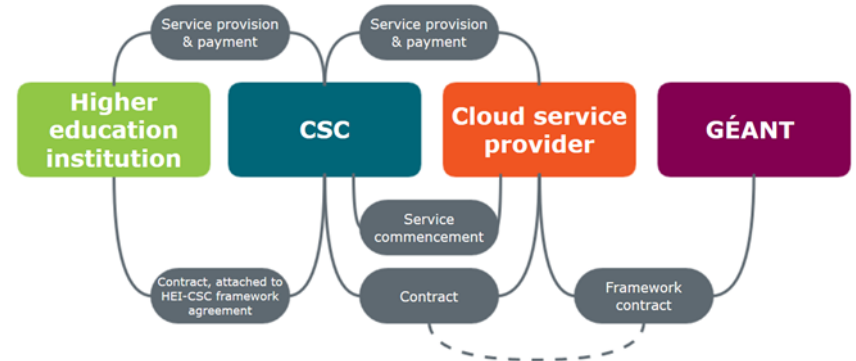 Service provision
& payment
Service provision
& payment
Higher
education
institution
CSC
Cloud service
provider
GÉANT
Service
commencement
Contract, attached to
HEI-CSC framework
agreement
Contract
Framework
contract